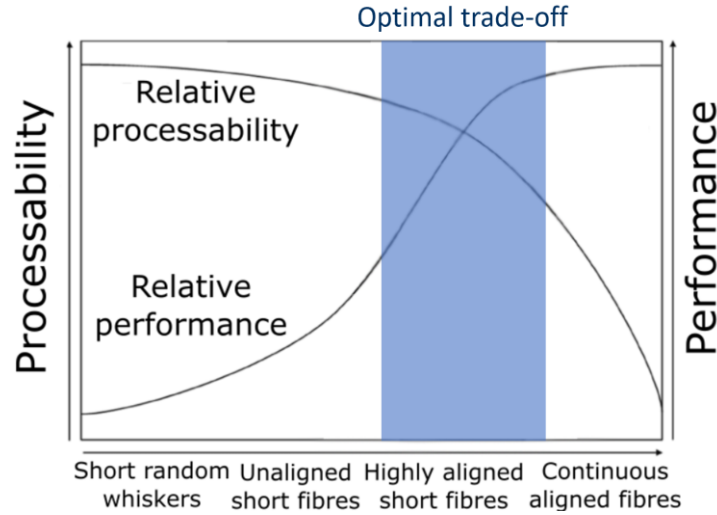 Optimal trade-off
Processability
Relative
processability
Relative
performance
Performance
Short random
whiskers
Unaligned
short fibres
Highly aligned
short fibres
Continuous
aligned fibres